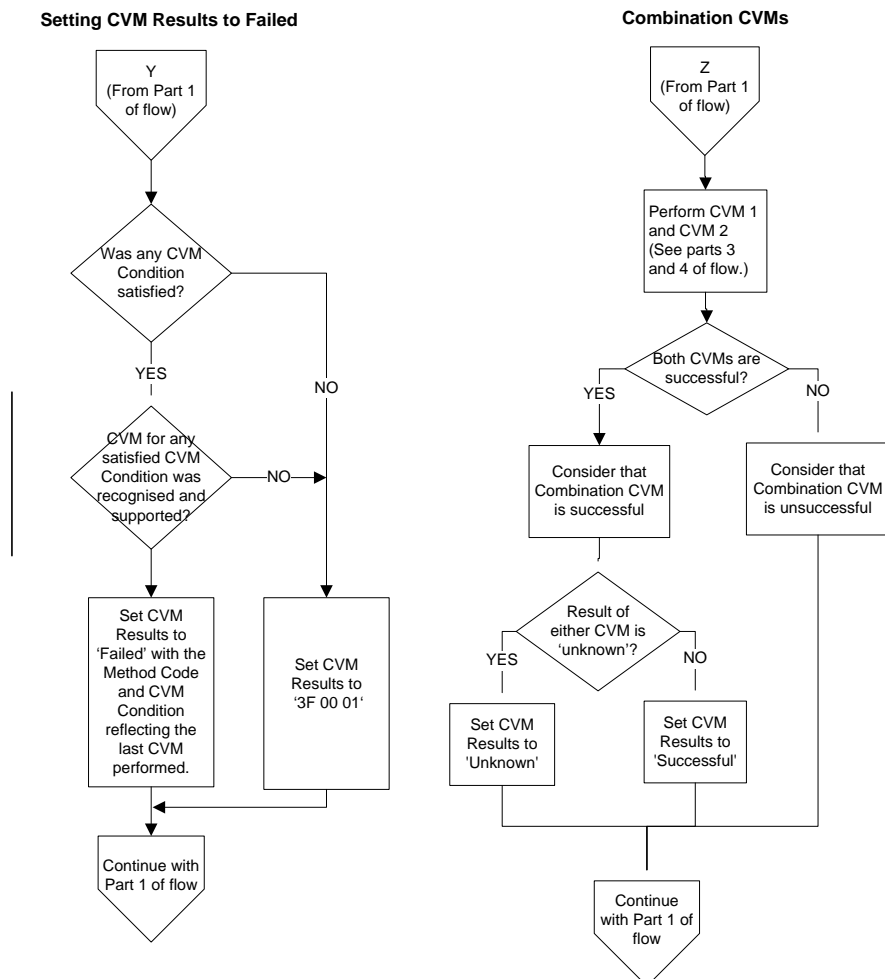 Setting CVM Results to Failed
Y
(From Part 1
of flow)
Was any CVM
Condition
satisfied?
YES
NO
CVM for any
satisfied CVM
Condition was
recognised and
supported?
NO
Set CVM
Results to
‘Failed’ with the
Method Code
and CVM
Condition
reflecting the
last CVM
performed.
Set CVM
Results to
‘3F 00 01‘
Continue with
Part 1 of flow
Combination CVMs
Z
(From Part 1
of flow)
Perform CVM 1
and CVM 2
(See parts 3
and 4 of flow.)
Both CVMs are
successful?
YES
NO
Consider that
Combination CVM
is successful
Consider that
Combination CVM
is unsuccessful
Result of
either CVM is
‘unknown’?
YES
NO
Set CVM
Results to
'Unknown'
Set CVM
Results to
'Successful'
Continue
with Part 1 of
flow